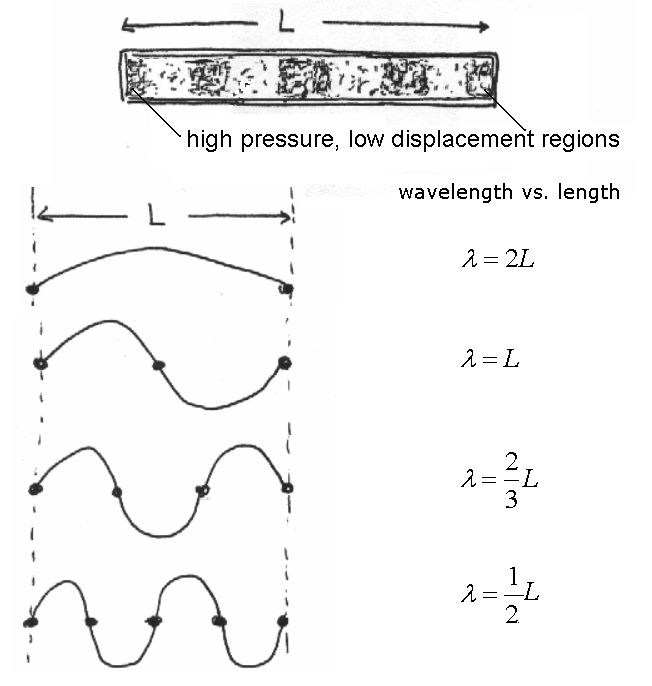 L
high pressure, low displacement regions
wavelength vs. length
L
λ = 2L
λ = L
λ = 2/3 L
λ = 1/2 L